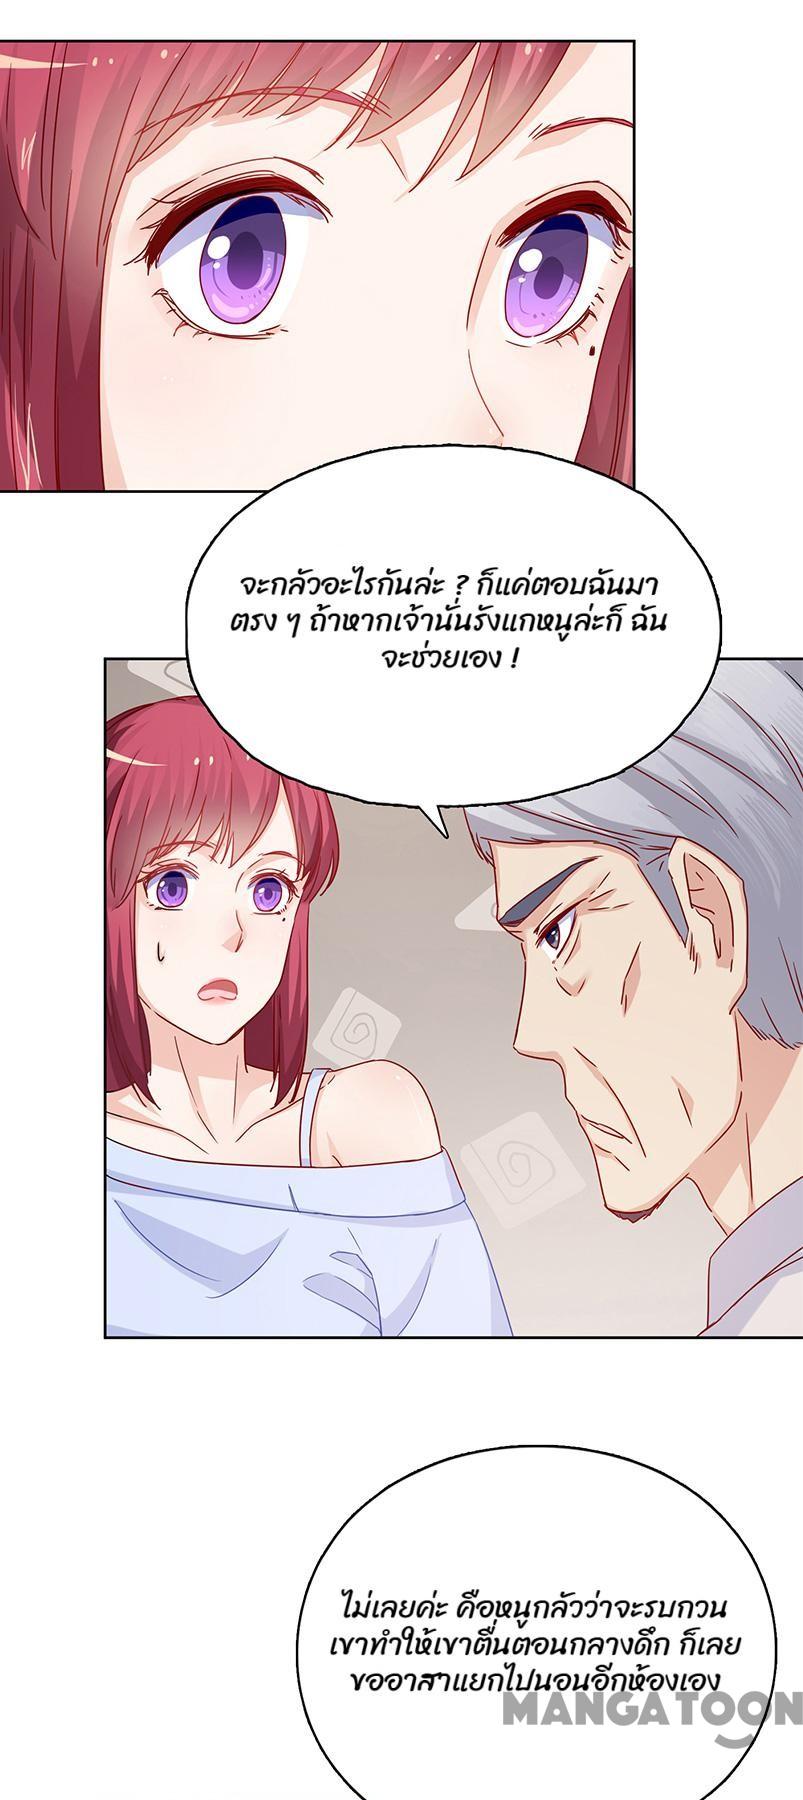 จะกลัวอะไรกันล่ะ ? ก็แค่ตอบฉันมา
ตรง ๆ ถ้าหากเจ้านั่นรังแกหนูล่ะก็ ฉัน
จะช่วยเอง !
ไม่เลยค่ะ คือหนูกลัวว่าจะรบกวน
เขาทำให้เขาตื่นตอนกลางดึก ก็เลย
ขออาสาแยกไปนอนอีกห้องเอง
MANGATOON